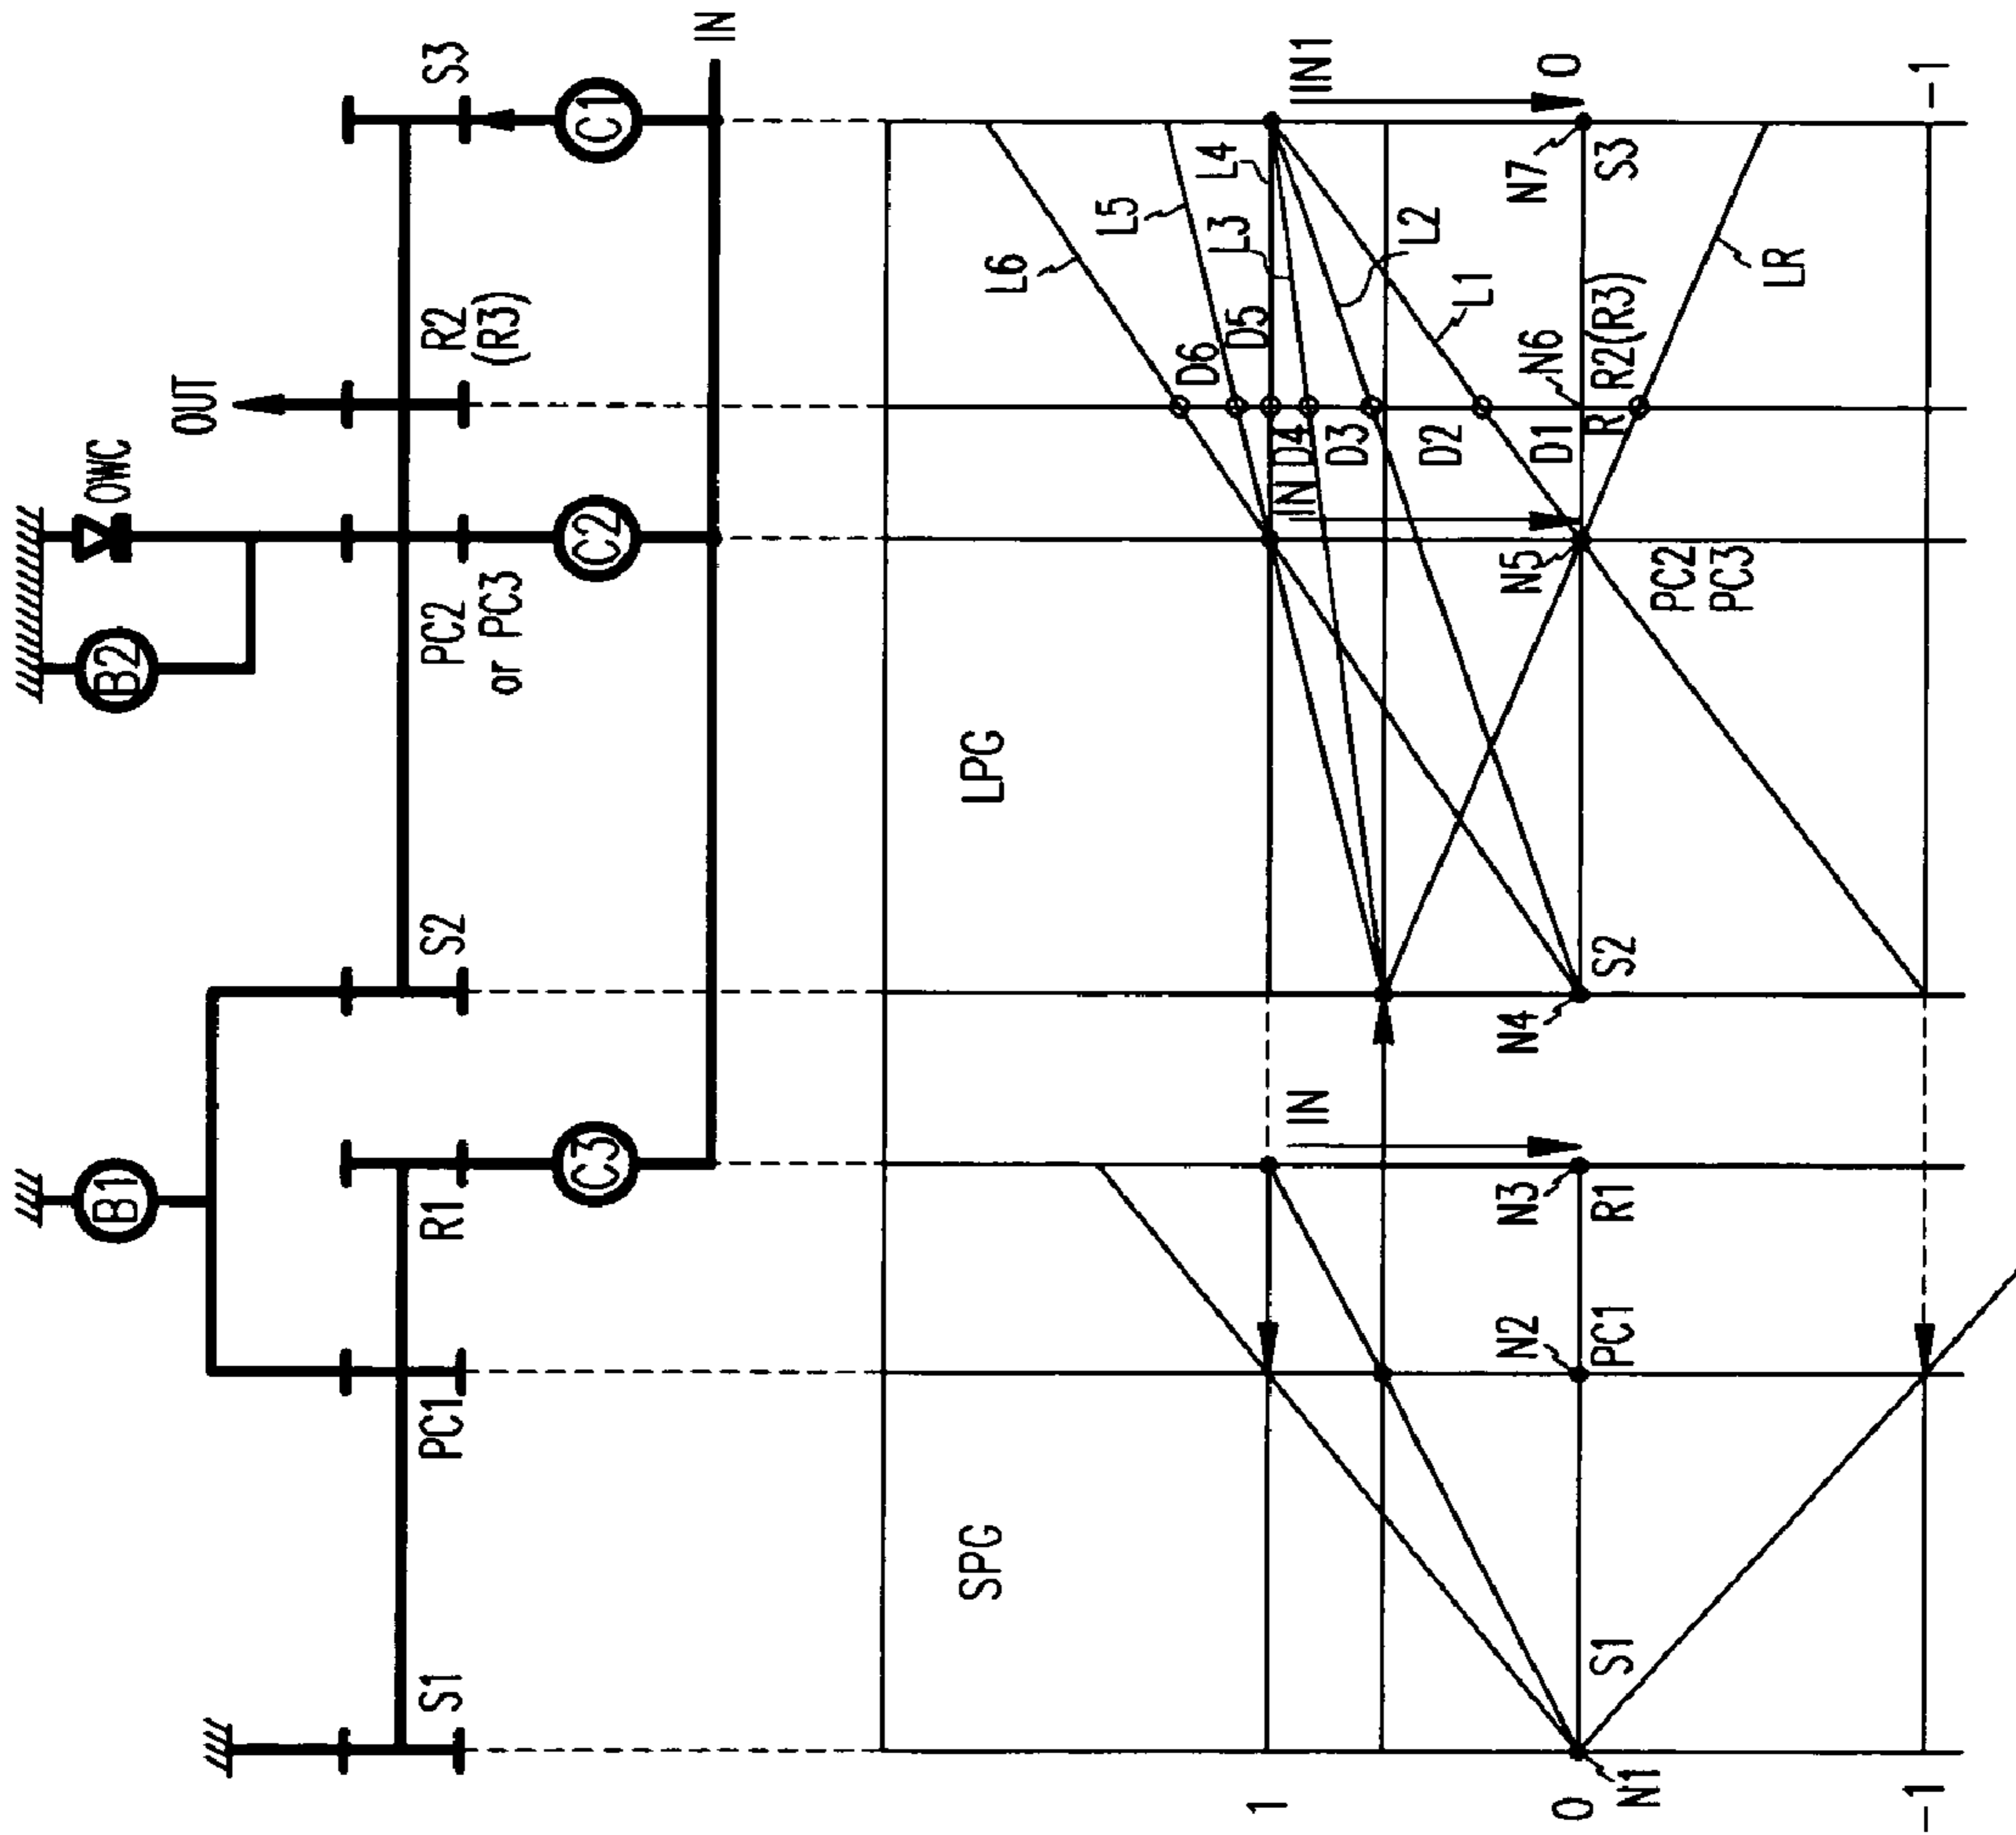 S1
PC1
B1
R1
C3
S2
B2
OWC
PC2
or PC3
C2
OUT
R2
(R3)
S3
C1
IN
SPG
LPG
1
0
-1
N1
S1
N2
PC1
N3
R1
IN
N4
S2
N5
PC2
PC3
IN
D1
D2
D3
D4
D5
D6
R
N6
R2(R3)
L1
L2
L3
L4
L5
L6
LR
N7
S3
IN1
0
-1